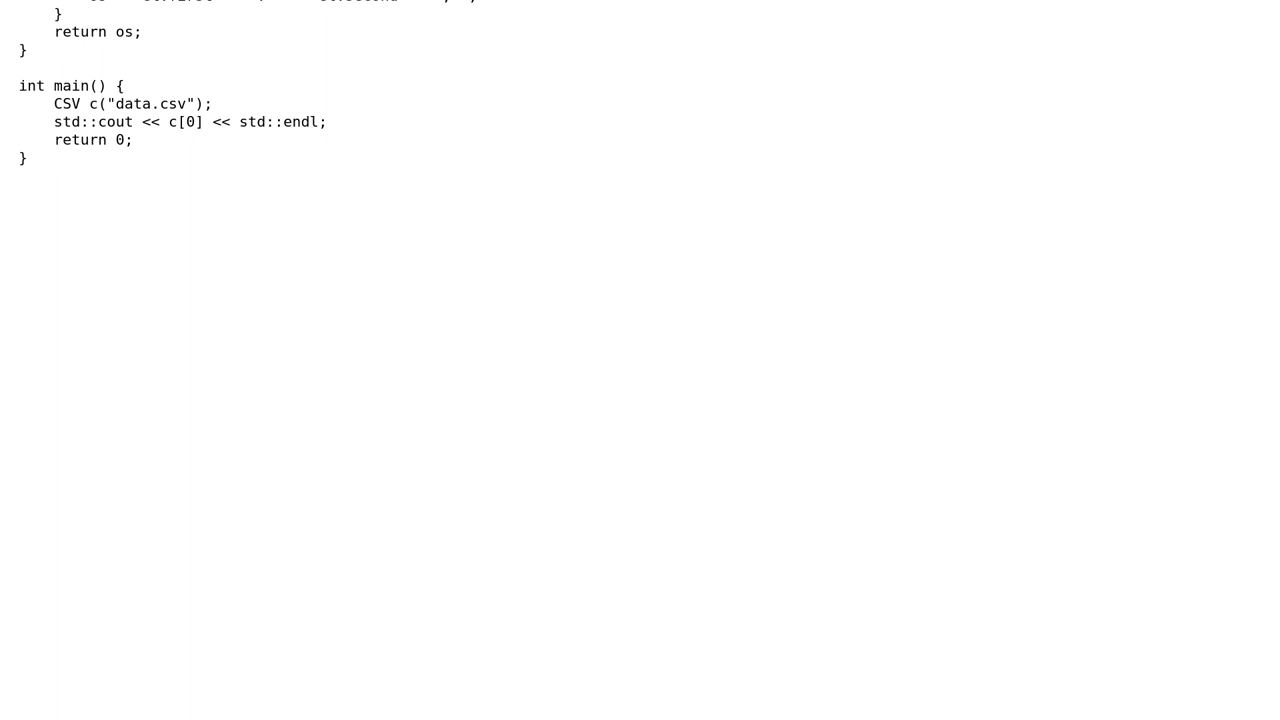 }
    return os;
}

int main() {
    CSV c("data.csv");
    std::cout << c[0] << std::endl;
    return 0;
}